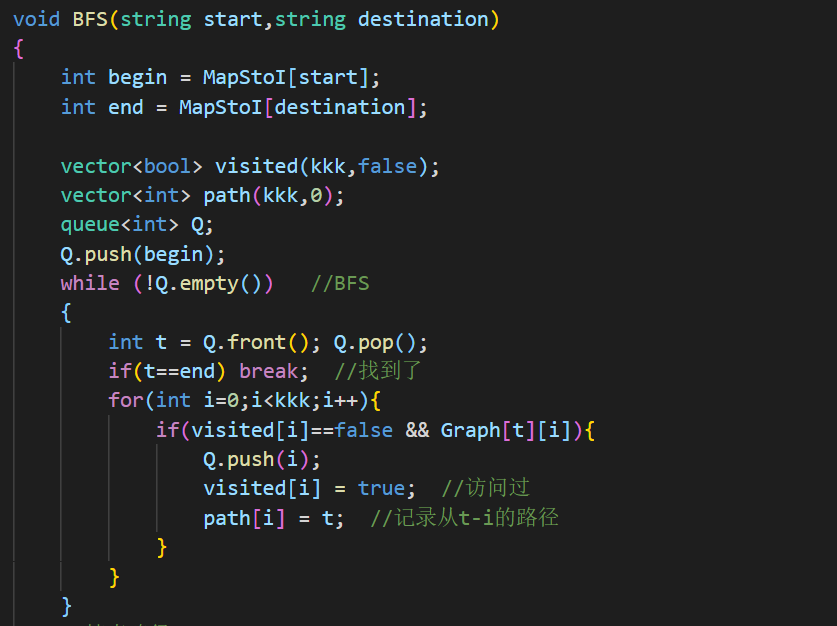 void BFS(string start,string destination)
{
    int begin = MapStoI[start];
    int end = MapStoI[destination];
    vector<bool> visited(kkk,false);
    vector<int> path(kkk,0);
    queue<int> Q;
    Q.push(begin);
    while (!Q.empty())   //BFS
    {
        int t = Q.front(); Q.pop();
        if(t==end) break;  //找到了
        for(int i=0;i<kkk;i++){
            if(visited[i]==false && Graph[t][i]){
                Q.push(i);
                visited[i] = true;  //访问过
                path[i] = t;  //记录从t-i的路径
            }
        }
    }